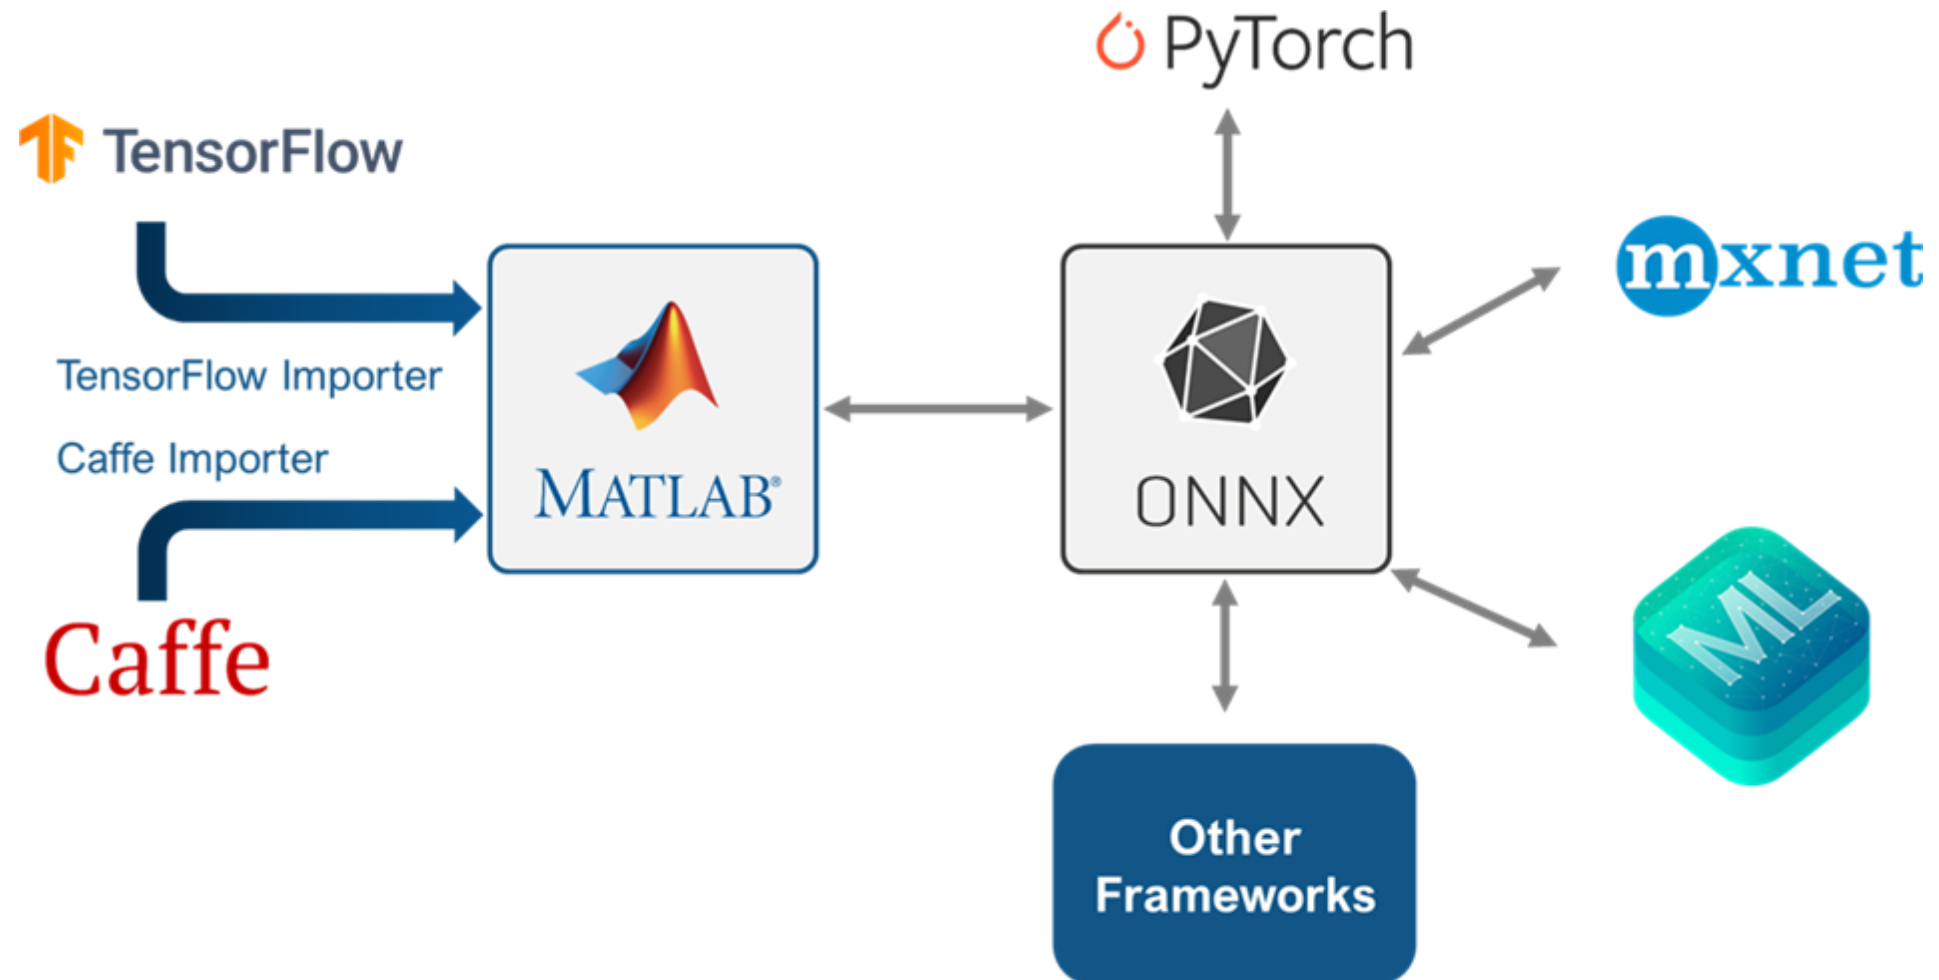 PyTorch
TensorFlow
mxnet
TensorFlow Importer
Caffe Importer
MATLAB®
ONNX
ML
Caffe
Other
Frameworks